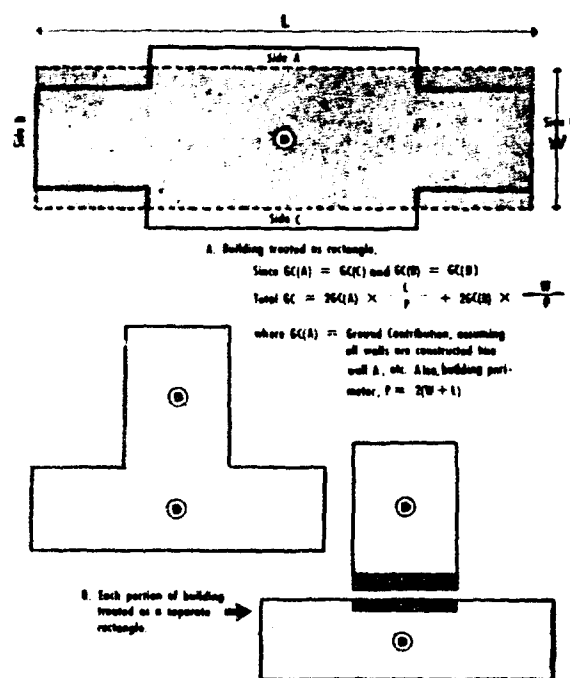 L
Side A
Side D
Side
W
Side C
A. Building treated as rectangle.
Since GC(A) = GC(C) and GC(B) = GC(D)
Total GC = 2GC(A) × L/P + 2GC(B) × W/P
where GC(A) = Ground Contribution, assuming
all walls are constructed like
wall A, etc. Also, building peri-
meter, P = 2(W + L)
B. Each portion of building
treated as a separate
rectangle.